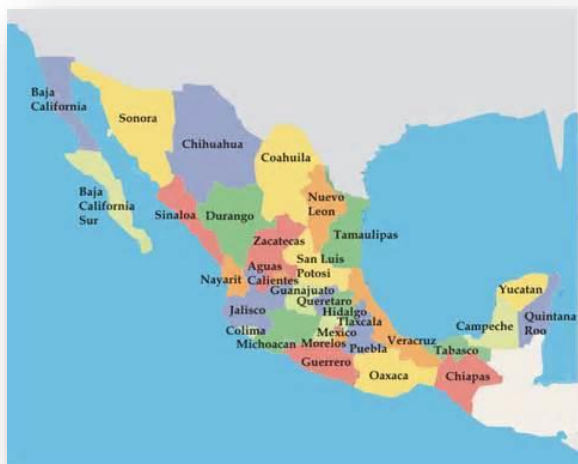 Baja
California
Sonora
Chihuahua
Coahuila
Baja
California
Sur
Sinaloa
Durango
Nuevo
Leon
Tamaulipas
Zacatecas
San Luis
Potosi
Nayarit
Aguas
Calientes
Guanajuato
Queretaro
Jalisco
Hidalgo
Tlaxcala
Colima
Mexico
Michoacan
Morelos
Puebla
Veracruz
Guerrero
Oaxaca
Tabasco
Chiapas
Campeche
Yucatan
Quintana
Roo